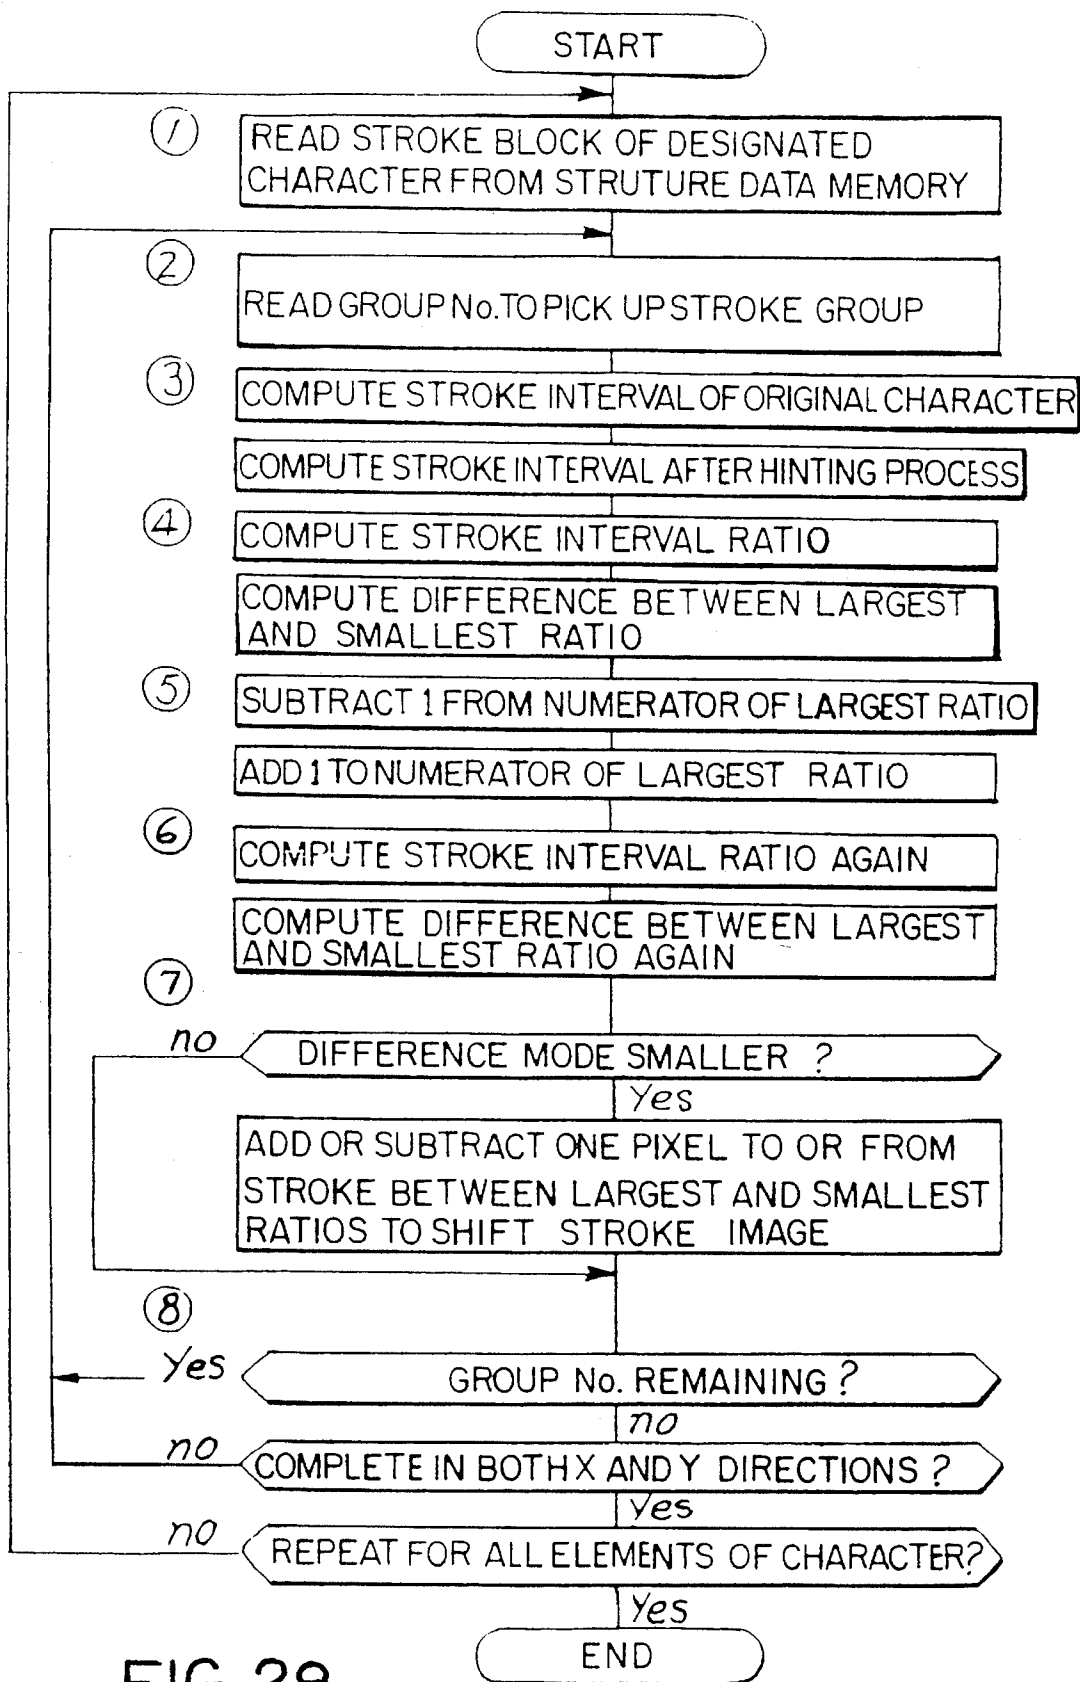 START
① READ STROKE BLOCK OF DESIGNATED
CHARACTER FROM STRUTURE DATA MEMORY
②
READ GROUP No. TO PICK UP STROKE GROUP
③ COMPUTE STROKE INTERVAL OF ORIGINAL CHARACTER
COMPUTE STROKE INTERVAL AFTER HINTING PROCESS
④ COMPUTE STROKE INTERVAL RATIO
COMPUTE DIFFERENCE BETWEEN LARGEST
AND SMALLEST RATIO
⑤ SUBTRACT 1 FROM NUMERATOR OF LARGEST RATIO
ADD 1 TO NUMERATOR OF LARGEST RATIO
⑥ COMPUTE STROKE INTERVAL RATIO AGAIN
COMPUTE DIFFERENCE BETWEEN LARGEST
AND SMALLEST RATIO AGAIN
⑦
no DIFFERENCE MODE SMALLER ?
Yes
ADD OR SUBTRACT ONE PIXEL TO OR FROM
STROKE BETWEEN LARGEST AND SMALLEST
RATIOS TO SHIFT STROKE IMAGE
⑧
Yes GROUP No. REMAINING ?
no
no COMPLETE IN BOTH X AND Y DIRECTIONS ?
Yes
no REPEAT FOR ALL ELEMENTS OF CHARACTER?
Yes
END
FIG. 29